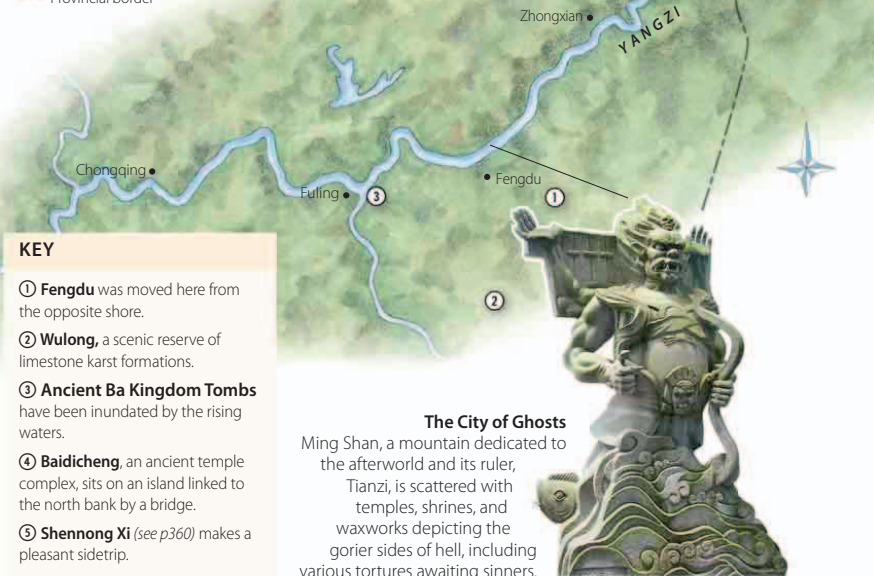 Provincial border
Zhongxian
YANGZI
Chongqing
Fuling
3
Fengdu
1
2
KEY
① Fengdu was moved here from
the opposite shore.
② Wulong, a scenic reserve of
limestone karst formations.
③ Ancient Ba Kingdom Tombs
have been inundated by the rising
waters.
④ Baidicheng, an ancient temple
complex, sits on an island linked to
the north bank by a bridge.
⑤ Shennong Xi (see p360) makes a
pleasant sidetrip.
The City of Ghosts
Ming Shan, a mountain dedicated to
the afterworld and its ruler,
Tianzi, is scattered with
temples, shrines, and
waxworks depicting the
gorier sides of hell, including
various tortures awaiting sinners.